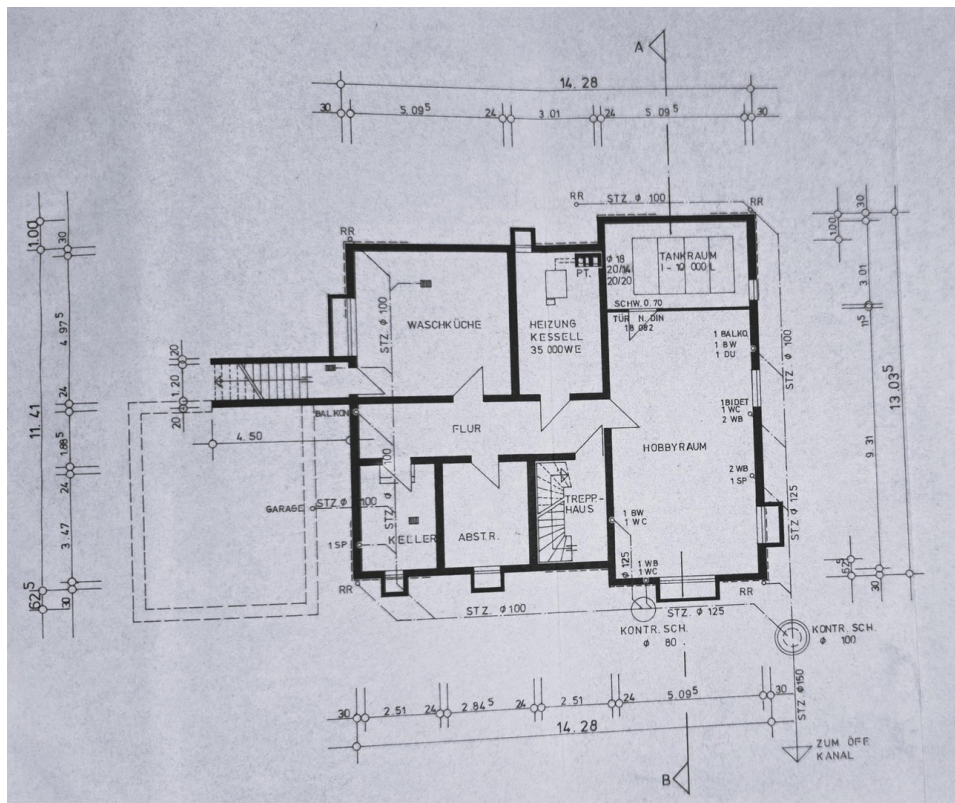 A
14.28
30 5.09⁵ 24 3.01 24 5.09⁵ 30
RR STZ. φ 100 RR
RR
1.00
30
30
1.00
φ 18
20/14
20/20
PT.
TANKRAUM
3.01
SCHW. 0.70
TÜR N. DIN
18 082
11⁵
STZ φ 100
WASCHKÜCHE
HEIZUNG
KESSELL
35 000 WE
1 BALKO.
1 BW
1 DU
STZ φ 100
4.97⁵
20
1.20
20
24
11.41
13.03⁵
1 BIDET
1 WC
2 WB
BALKON
FLUR
HOBBYRAUM
4.50
1.88⁵
9.31
24
2 WB
1 SP
STZ φ 100
GARAGE
STZ φ 100
TREPP.-
HAUS
STZ φ 125
1 BW
1 WC
KELLER
ABST.R.
3.47
1 SP
φ 125
1 WB
1 WC
62⁵
30
62⁵
30
RR
RR
STZ. φ 100
STZ. φ 125
KONTR. SCH.
φ 80
KONTR. SCH.
φ 100
STZ φ150
30 2.51 24 2.84⁵ 24 2.51 24 5.09⁵ 30
14.28
ZUM ÖFF.
KANAL
B